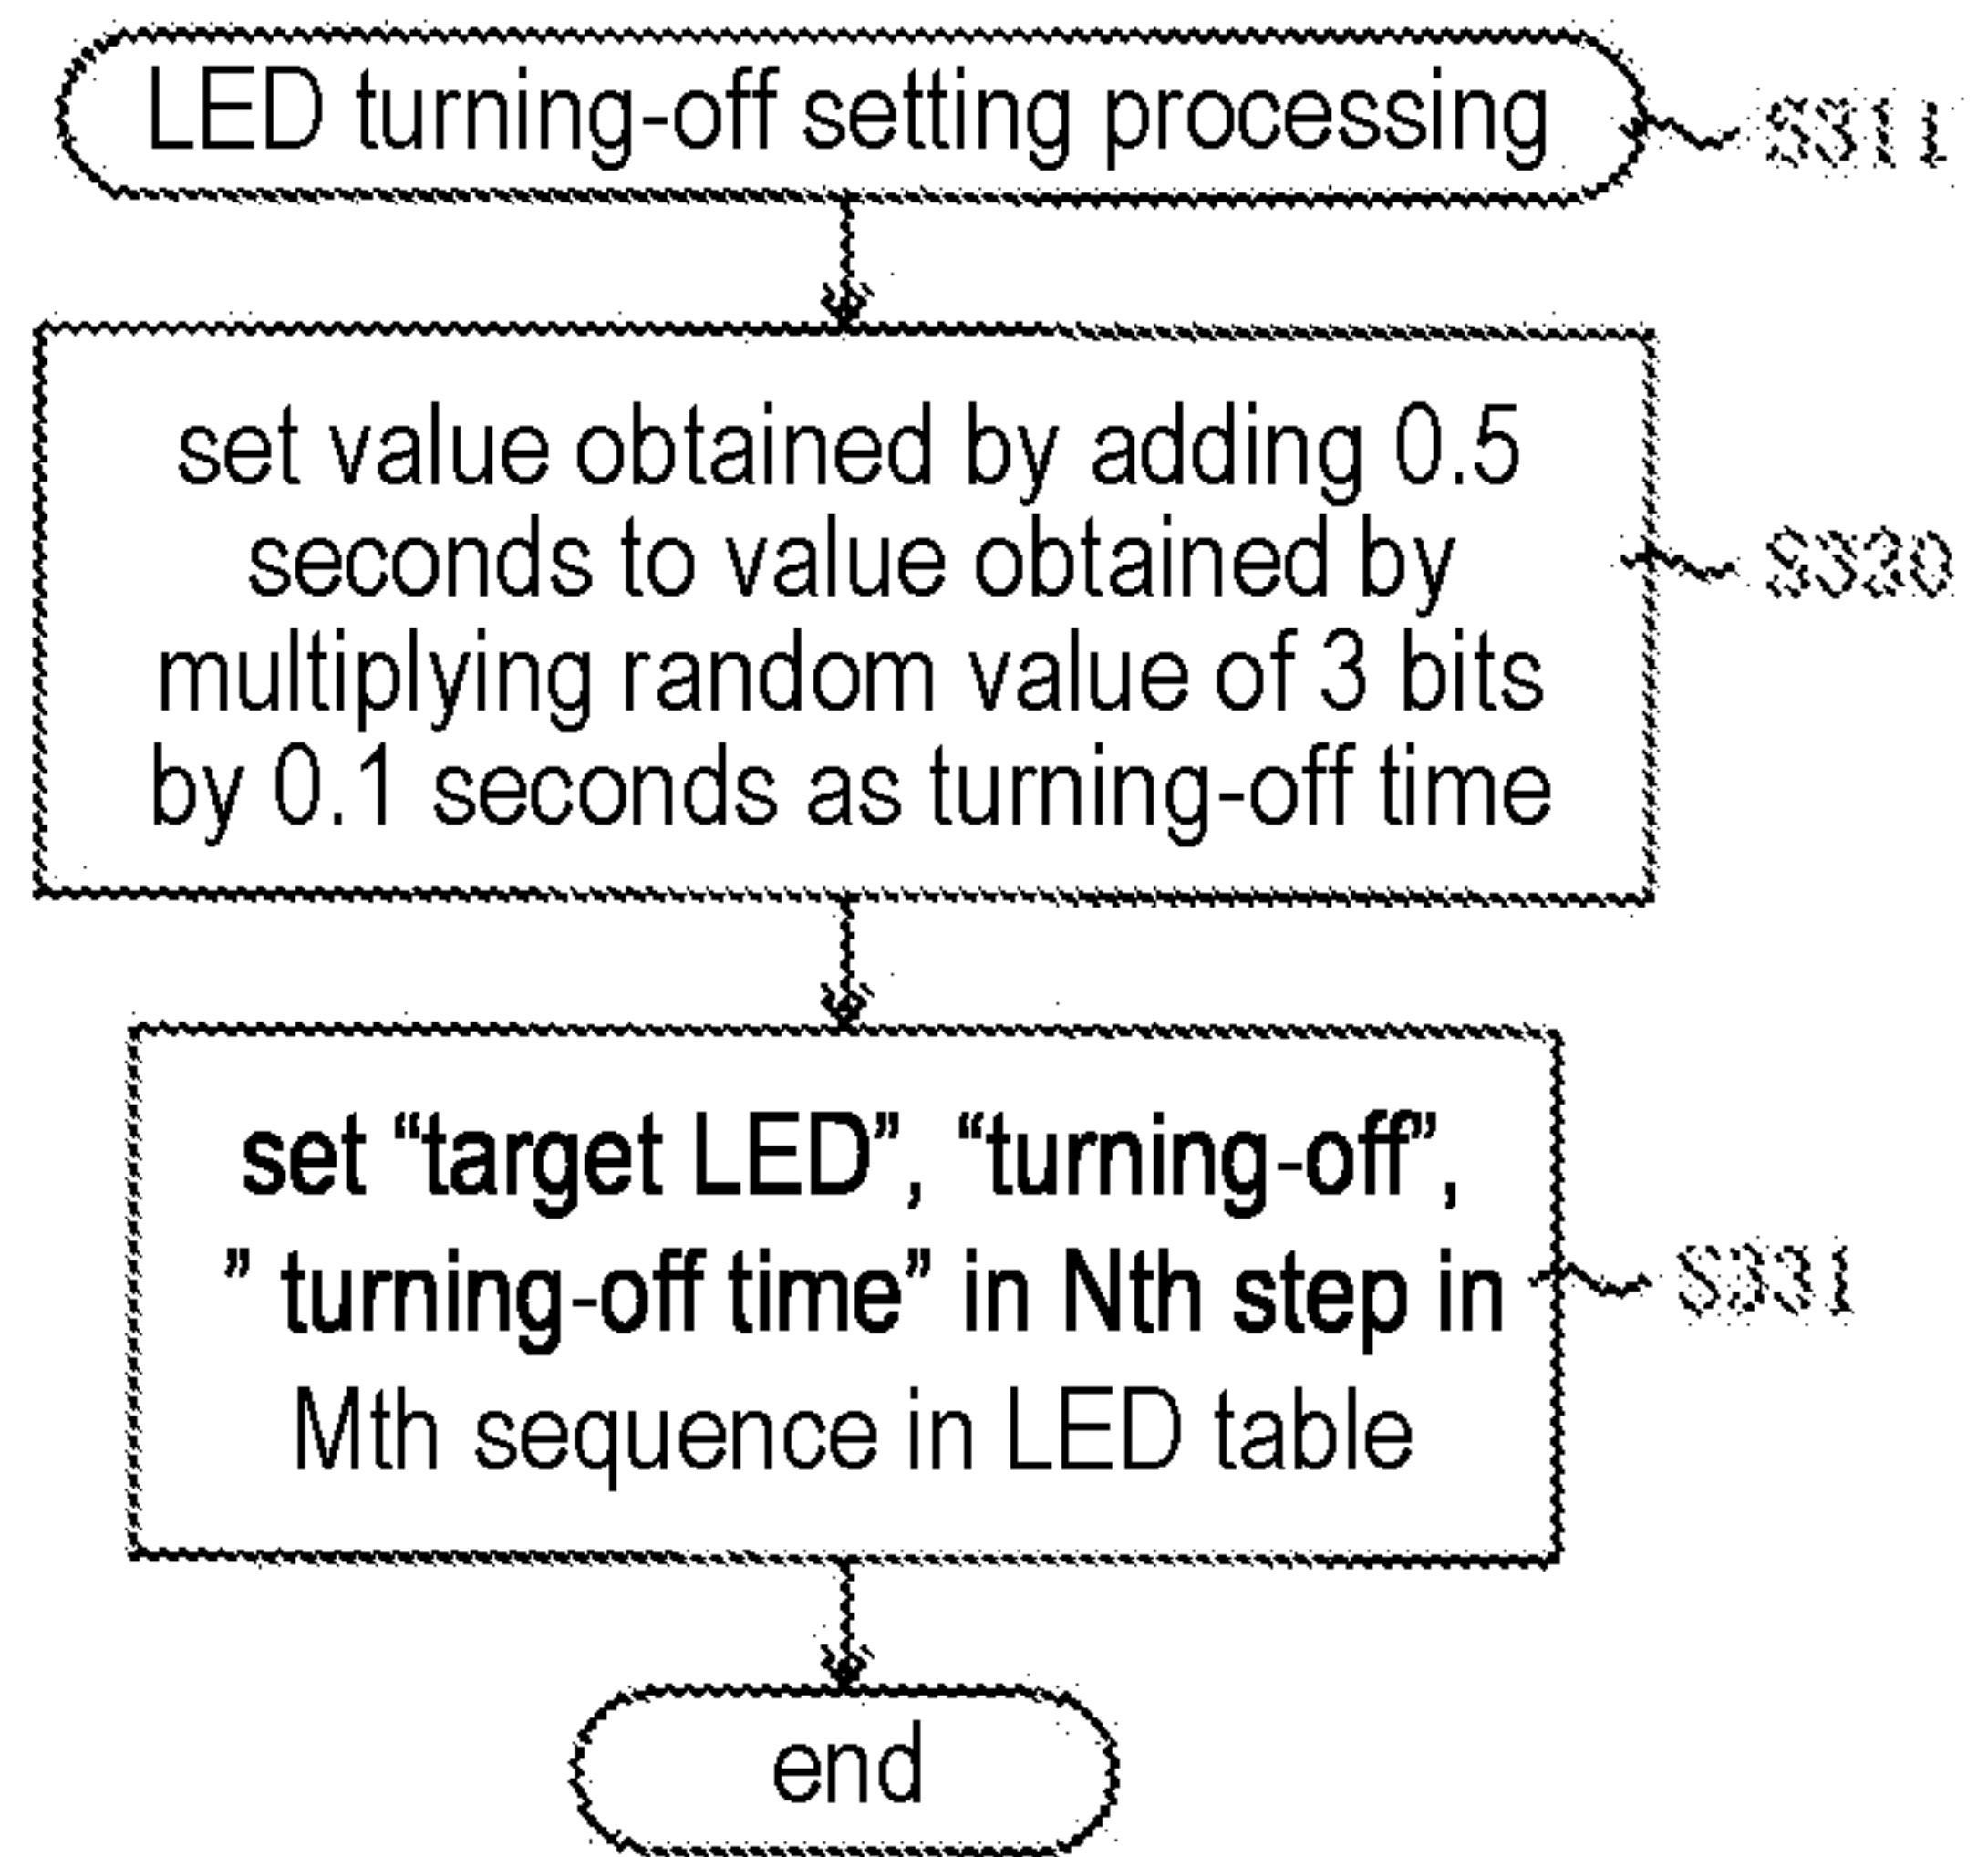 LED turning-off setting processing
S311
set value obtained by adding 0.5
seconds to value obtained by
multiplying random value of 3 bits
by 0.1 seconds as turning-off time
set “target LED”, “turning-off”,
” turning-off time” in Nth step in
Mth sequence in LED table
S331
end